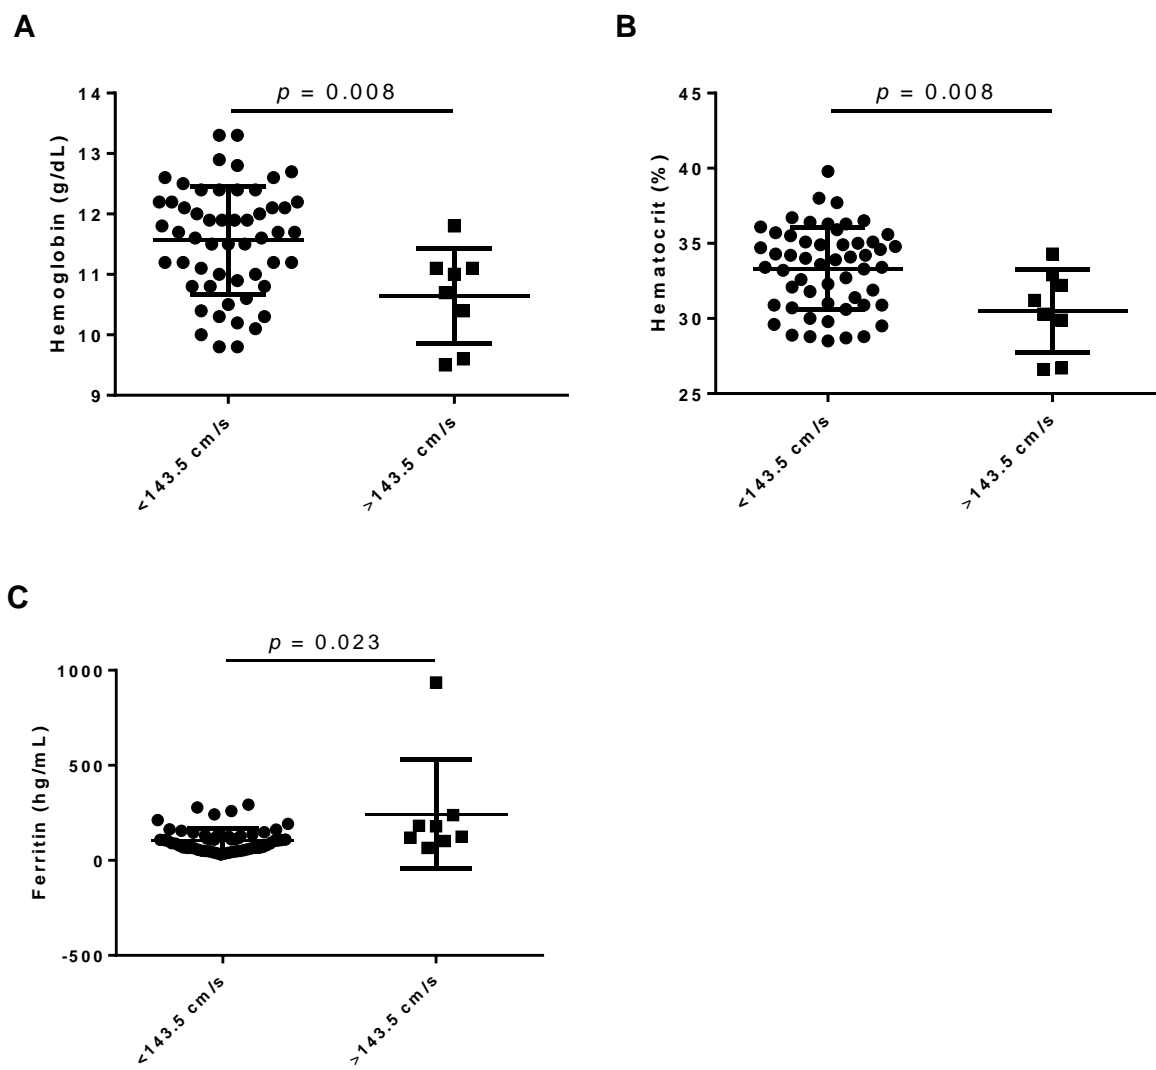 A
p = 0.008
Hemoglobin (g/dL)
14
13
12
11
10
9
<143.5 cm/s
>143.5 cm/s
B
p = 0.008
Hematocrit (%)
45
40
35
30
25
<143.5 cm/s
>143.5 cm/s
C
p = 0.023
Ferritin (hg/mL)
1000
500
0
-500
<143.5 cm/s
>143.5 cm/s